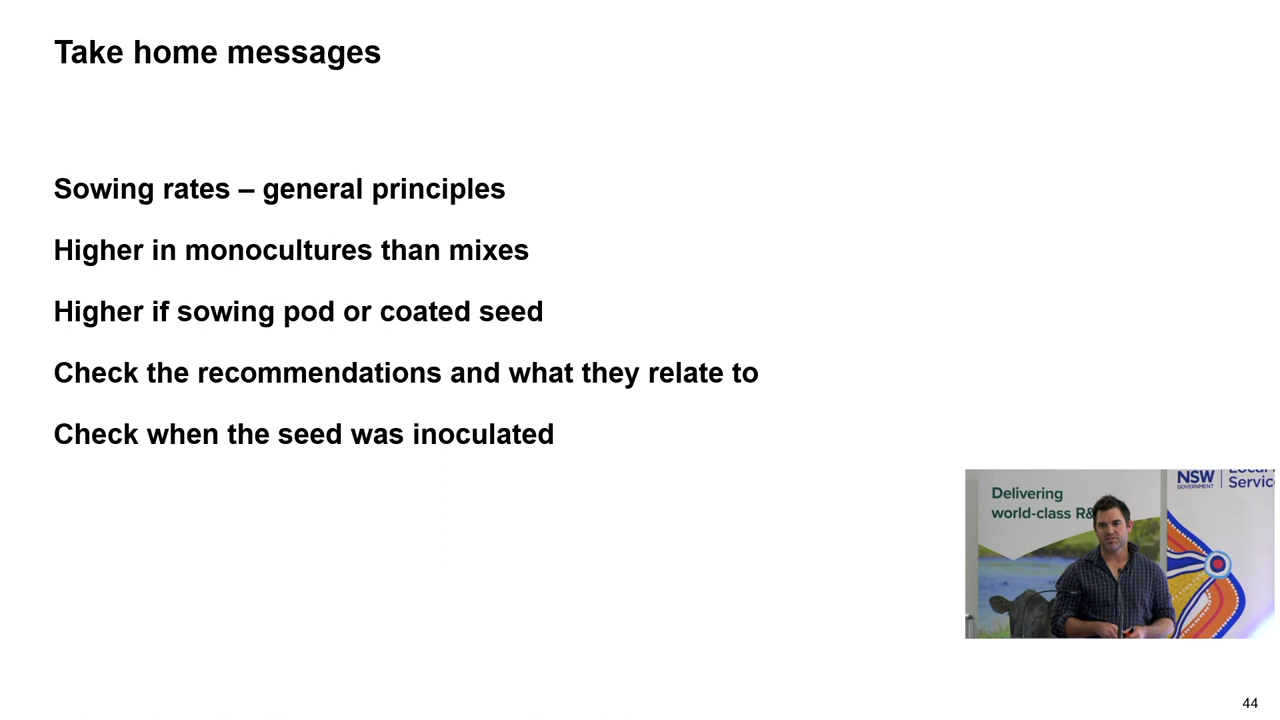 Take home messages
Sowing rates – general principles
Higher in monocultures than mixes
Higher if sowing pod or coated seed
Check the recommendations and what they relate to
Check when the seed was inoculated
Delivering
world-class R&
NSW
GOVERNMENT
Local
Servic
44